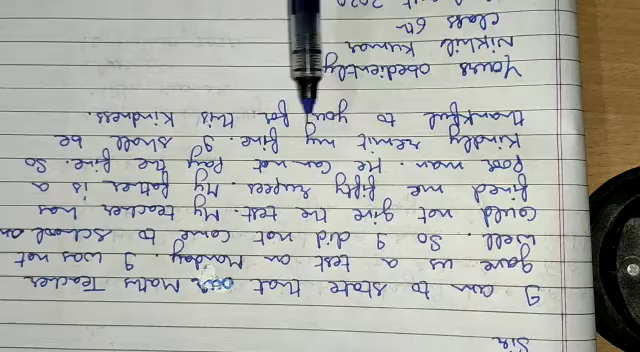 Sir
I am to state that our Maths Teacher
gave us a test on Monday. I was not
well. So I did not come to school and
could not give the test. My teacher has
fined me fifty rupees. My father is a
poor man. He can not pay the fine. So
kindly remit my fine. I shall be
thankful to you for this kindness.
Yours obediently
Nikhil Kumar
Class 6th
2020